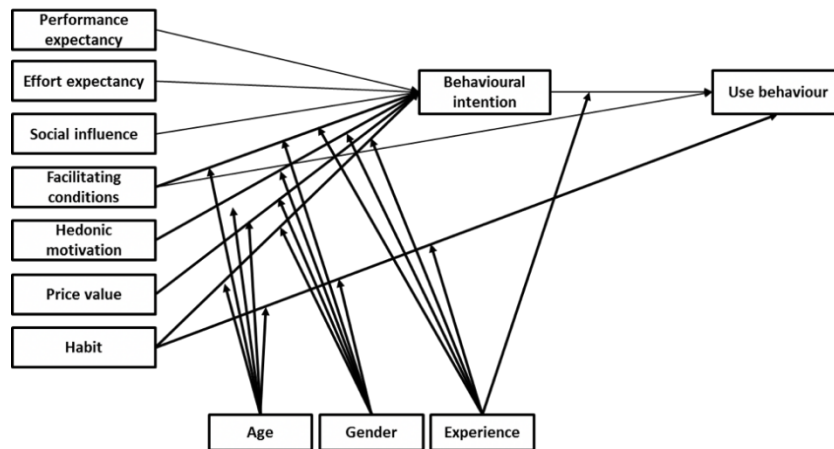 Performance
expectancy
Effort expectancy
Social influence
Facilitating
conditions
Hedonic
motivation
Price value
Habit
Behavioural
intention
Use behaviour
Age
Gender
Experience